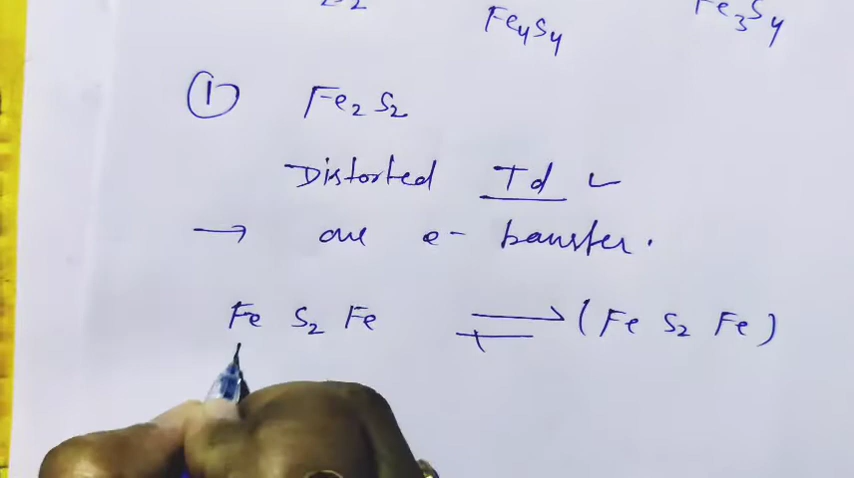 Fe4S4 Fe3S4
① Fe2S2
Distorted Td ✓
→ one e- transfer.
Fe S2 Fe ⇌ (Fe S2 Fe)